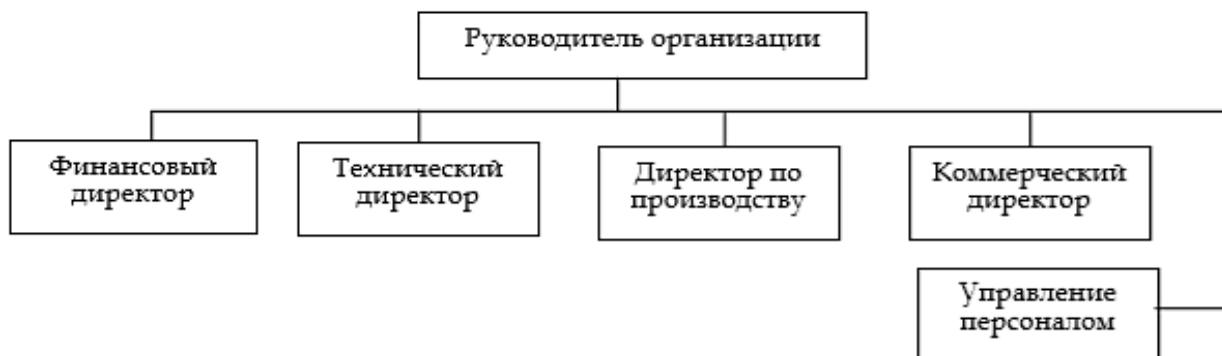 Руководитель организации
Финансовый
директор
Технический
директор
Директор по
производству
Коммерческий
директор
Управление
персоналом